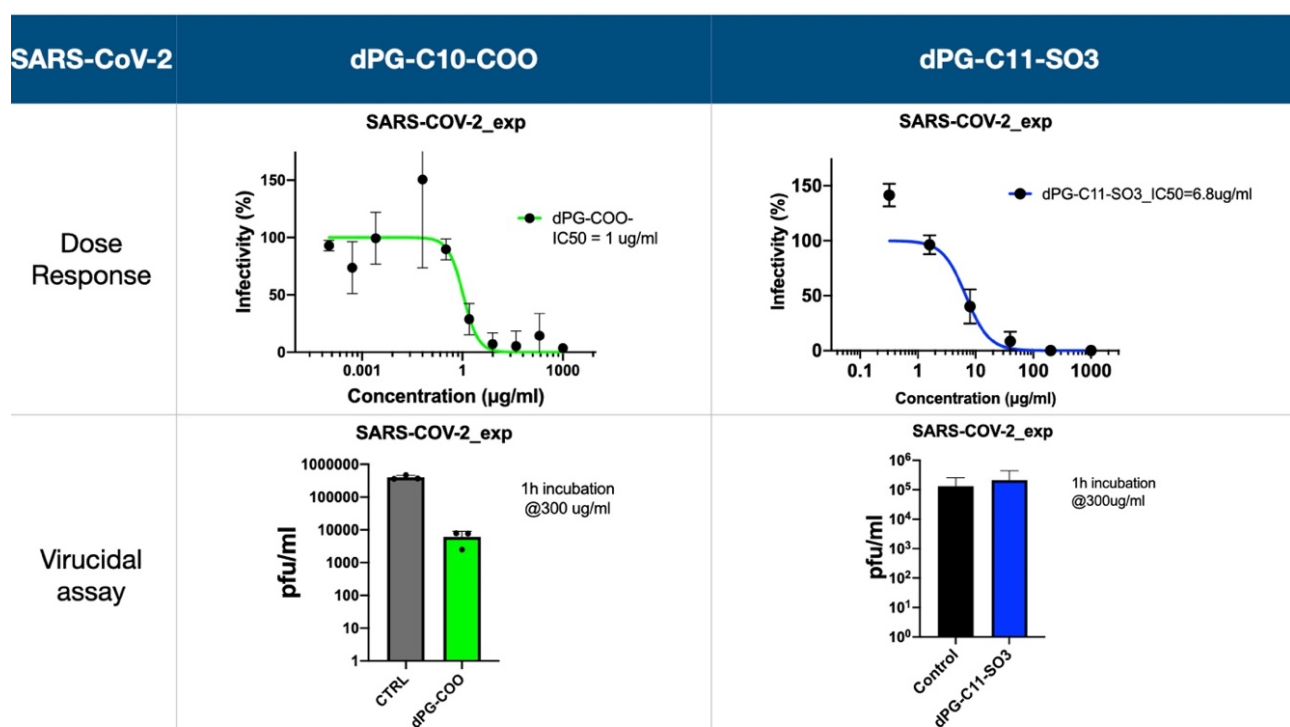 SARS-CoV-2
dPG-C10-COO
dPG-C11-SO3
Dose
Response
SARS-COV-2_exp
Infectivity (%)
150
100
50
0
0.001
1
1000
Concentration (µg/ml)
dPG-COO-
IC50 = 1 ug/ml
SARS-COV-2_exp
Infectivity (%)
150
100
50
0
0.1
1
10
100
1000
Concentration (µg/ml)
dPG-C11-SO3_IC50=6.8ug/ml
Virucidal
assay
SARS-COV-2_exp
pfu/ml
1000000
100000
10000
1000
100
10
1
CTRL
dPG-COO
1h incubation
@300 ug/ml
SARS-COV-2_exp
pfu/ml
10⁶
10⁵
10⁴
10³
10²
10¹
10⁰
Control
dPG-C11-SO3
1h incubation
@300ug/ml